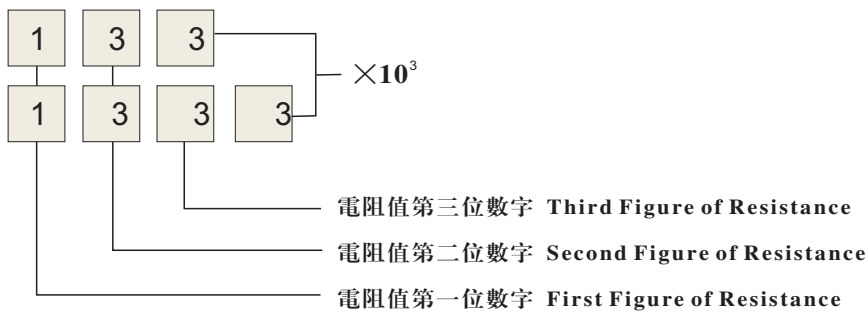 1 3 3
×10³
1 3 3 3
電阻值第三位數字 Third Figure of Resistance
電阻值第二位數字 Second Figure of Resistance
電阻值第一位數字 First Figure of Resistance